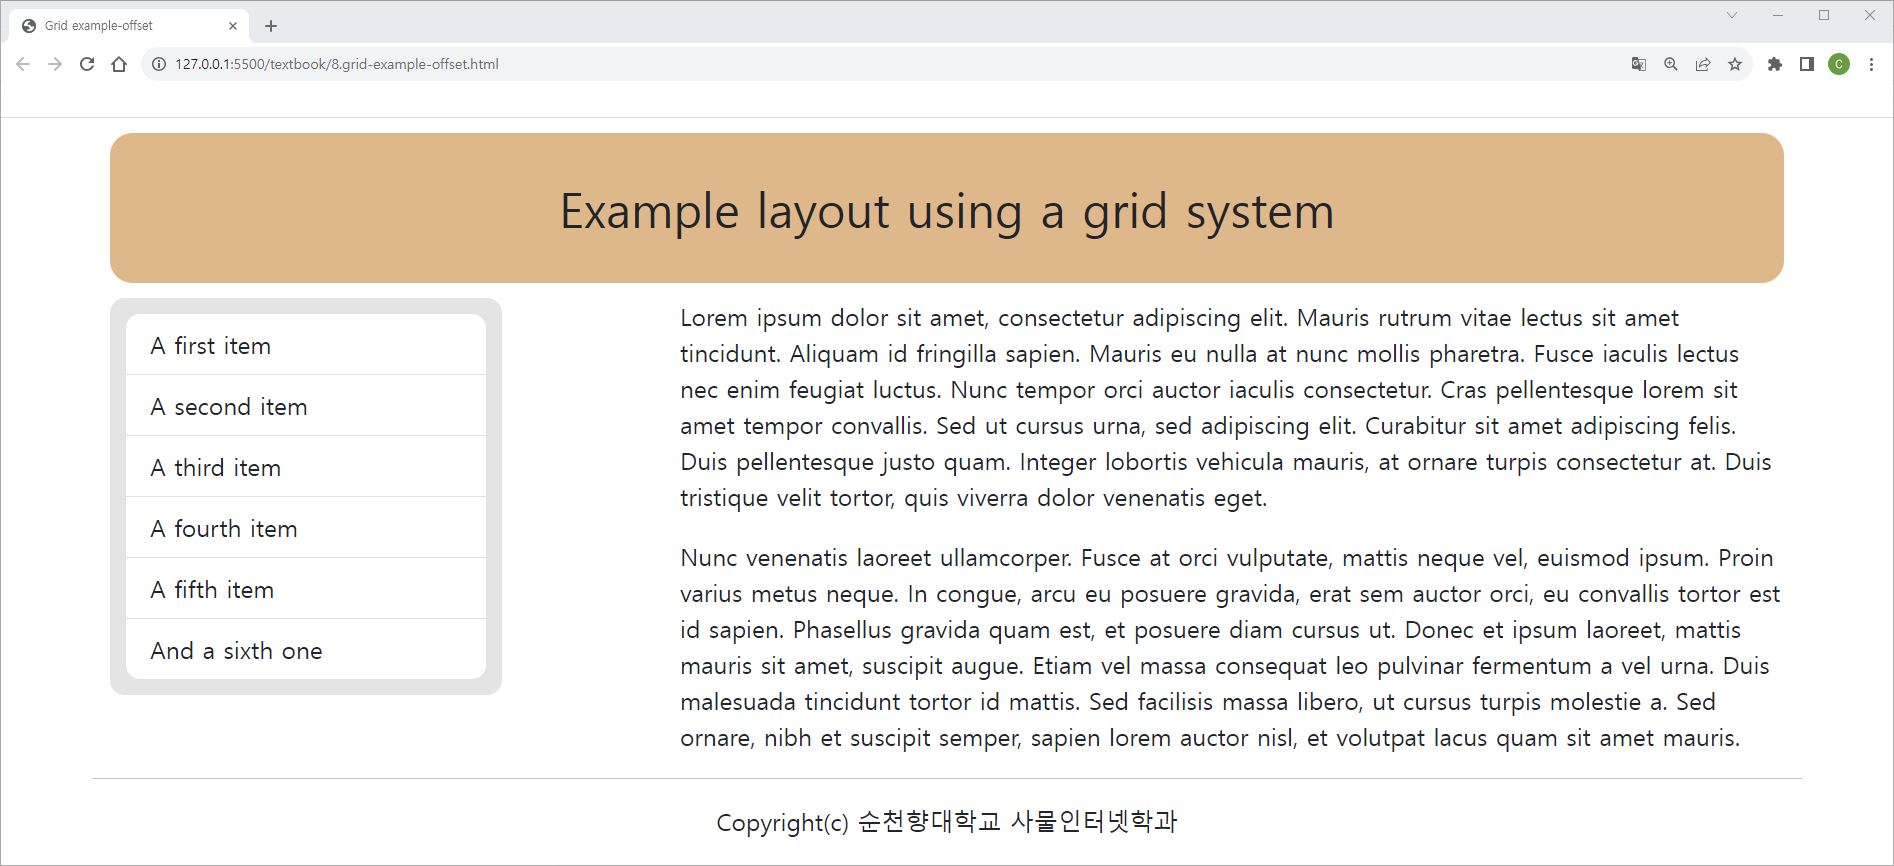 Grid example-offset
127.0.0.1:5500/textbook/8.grid-example-offset.html
C
Example layout using a grid system
A first item
A second item
A third item
A fourth item
A fifth item
And a sixth one
Lorem ipsum dolor sit amet, consectetur adipiscing elit. Mauris rutrum vitae lectus sit amet
tincidunt. Aliquam id fringilla sapien. Mauris eu nulla at nunc mollis pharetra. Fusce iaculis lectus
nec enim feugiat luctus. Nunc tempor orci auctor iaculis consectetur. Cras pellentesque lorem sit
amet tempor convallis. Sed ut cursus urna, sed adipiscing elit. Curabitur sit amet adipiscing felis.
Duis pellentesque justo quam. Integer lobortis vehicula mauris, at ornare turpis consectetur at. Duis
tristique velit tortor, quis viverra dolor venenatis eget.
Nunc venenatis laoreet ullamcorper. Fusce at orci vulputate, mattis neque vel, euismod ipsum. Proin
varius metus neque. In congue, arcu eu posuere gravida, erat sem auctor orci, eu convallis tortor est
id sapien. Phasellus gravida quam est, et posuere diam cursus ut. Donec et ipsum laoreet, mattis
mauris sit amet, suscipit augue. Etiam vel massa consequat leo pulvinar fermentum a vel urna. Duis
malesuada tincidunt tortor id mattis. Sed facilisis massa libero, ut cursus turpis molestie a. Sed
ornare, nibh et suscipit semper, sapien lorem auctor nisl, et volutpat lacus quam sit amet mauris.
Copyright(c) 순천향대학교 사물인터넷학과